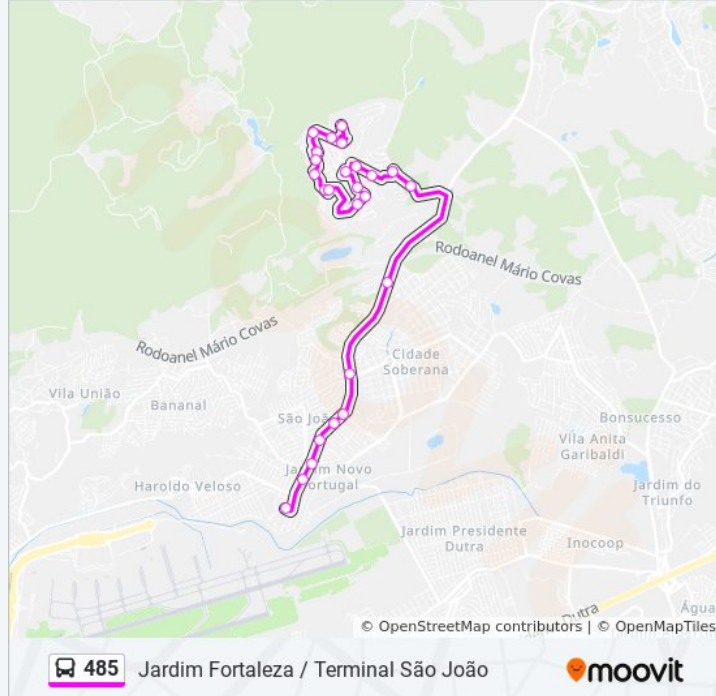 Rodoanel Mário Covas
Rodoanel Mário Covas
Cidade
Soberana
Vila União
Bananal
São João
Bonsucesso
Vila Anita
Garibaldi
Jardim Novo
Portugal
Haroldo Veloso
Jardim do
Triunfo
Jardim Presidente
Dutra
Inocoop
Água
Dutra
© OpenStreetMap contributors | © OpenMapTiles
485 Jardim Fortaleza / Terminal São João
moovit